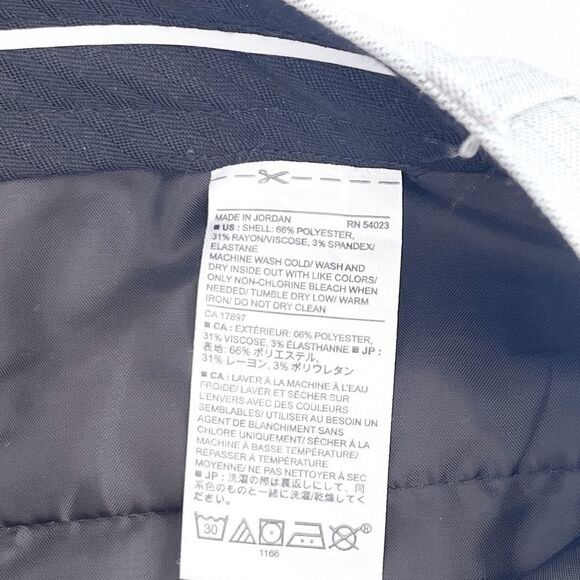 MADE IN JORDAN RN 54023
■ US : SHELL: 66% POLYESTER,
31% RAYON/VISCOSE, 3% SPANDEX/
ELASTANE
MACHINE WASH COLD/ WASH AND
DRY INSIDE OUT WITH LIKE COLORS/
ONLY NON-CHLORINE BLEACH WHEN
NEEDED/ TUMBLE DRY LOW/ WARM
IRON/ DO NOT DRY CLEAN
CA 17897
■ CA : EXTÉRIEUR: 66% POLYESTER,
31% VISCOSE, 3% ÉLASTHANNE ■ JP :
表地: 66% ポリエステル,
31% レーヨン, 3% ポリウレタン
■ CA : LAVER À LA MACHINE À L'EAU
FROIDE/ LAVER ET SÉCHER SUR
L'ENVERS AVEC DES COULEURS
SEMBLABLES/ UTILISER AU BESOIN UN
AGENT DE BLANCHIMENT SANS
CHLORE UNIQUEMENT/ SÉCHER À LA
MACHINE À BASSE TEMPÉRATURE/
REPASSER À TEMPÉRATURE
MOYENNE/ NE PAS NETTOYER À SEC
■ JP : 洗濯の際は裏返しにして、同
系色のものと一緒に洗濯/乾燥してく
ださい。
30 ®
1166